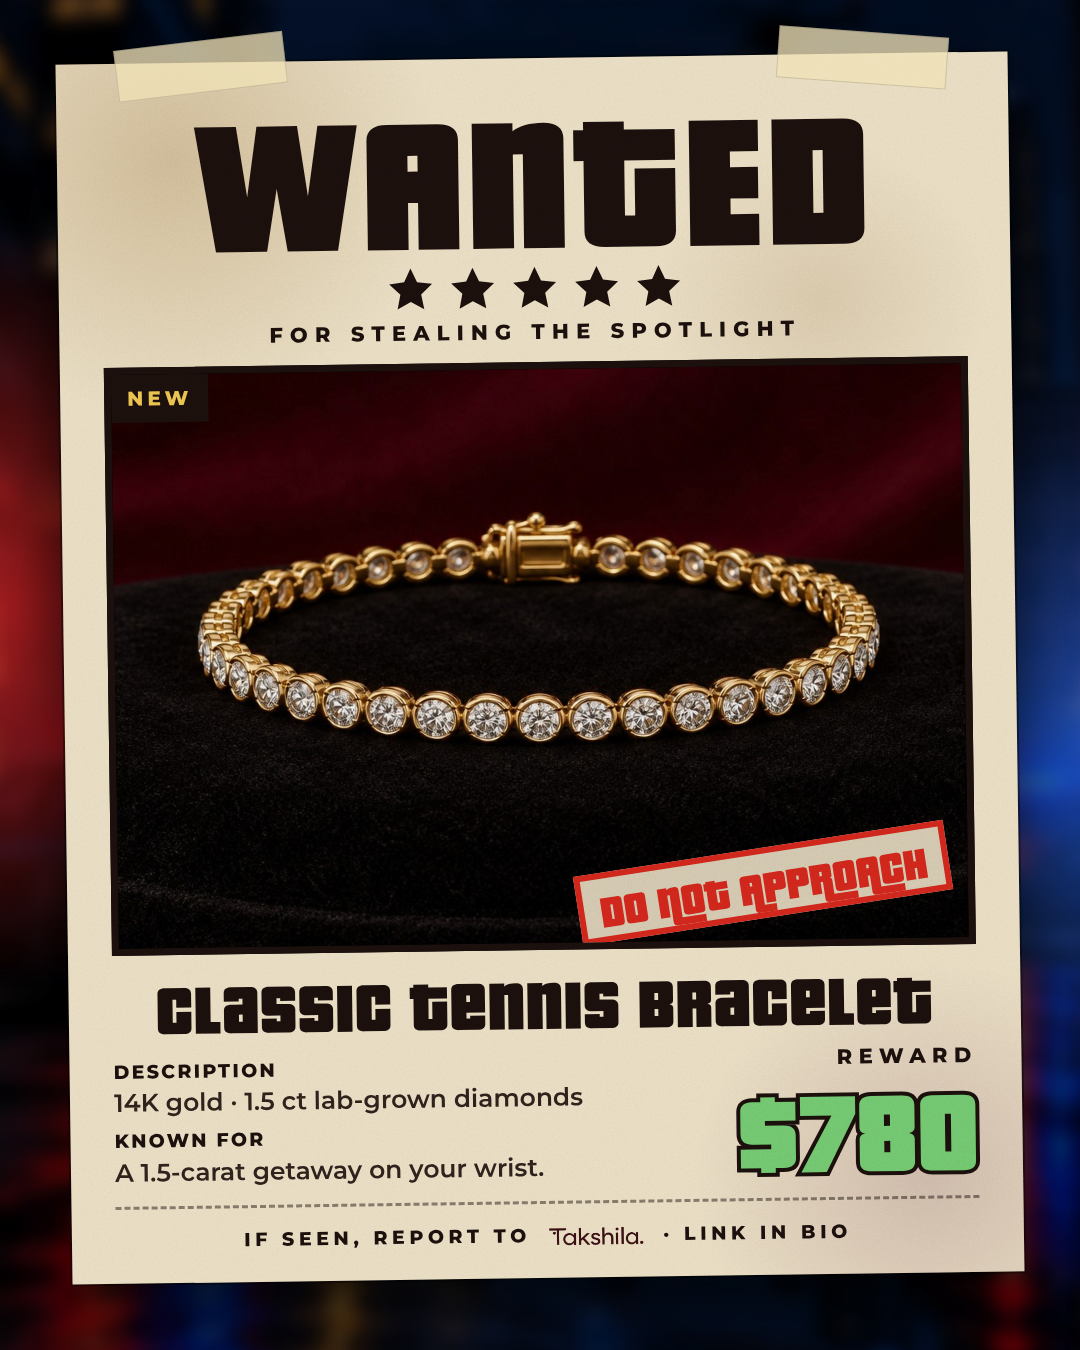 WANTED
FOR STEALING THE SPOTLIGHT
NEW
DO NOT APPROACH
CLASSIC TENNIS BRACELET
DESCRIPTION
14K gold · 1.5 ct lab-grown diamonds
KNOWN FOR
A 1.5-carat getaway on your wrist.
REWARD
$780
IF SEEN, REPORT TO Takshila. · LINK IN BIO